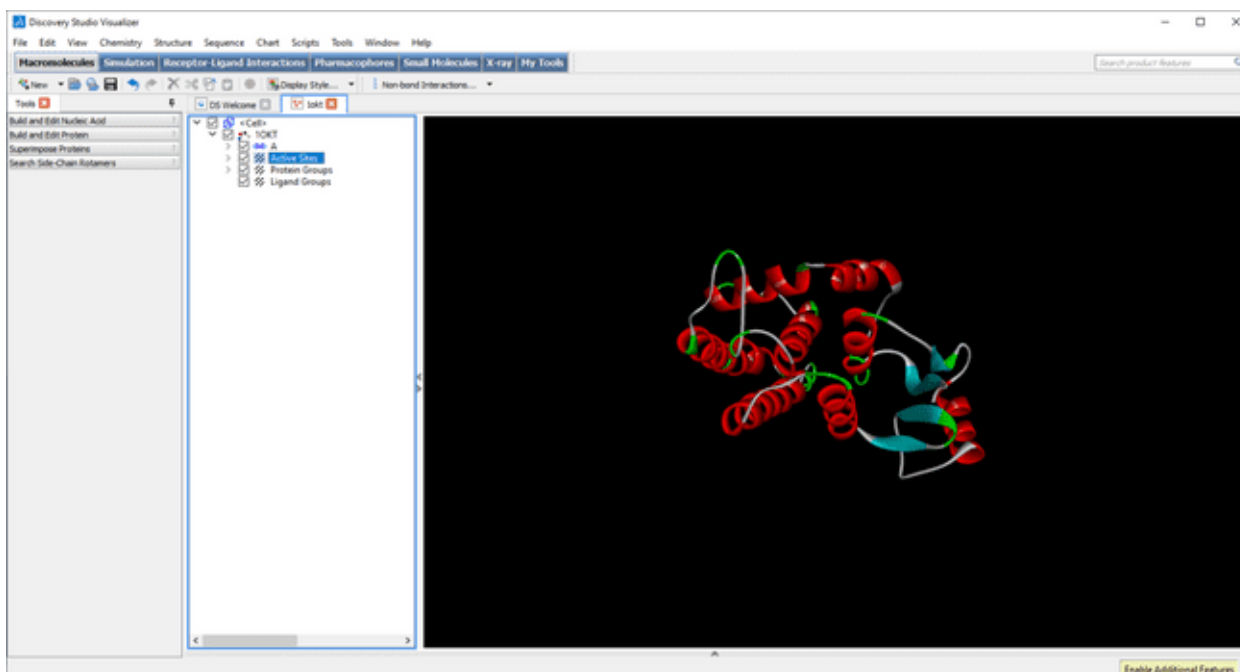 Discovery Studio Visualizer
File Edit View Chemistry Structure Sequence Chart Scripts Tools Window Help
Macromolecules Simulation Receptor-Ligand Interactions Pharmacophores Small Molecules X-ray My Tools
Search product features
New Display Style... Non-bond Interactions...
Tools
DS Welcome 1okt
Build and Edit Nucleic Acid
Build and Edit Protein
Superimpose Proteins
Search Side-Chain Rotamers
<Cell>
1OKT
A
Active Sites
Protein Groups
Ligand Groups
Enable Additional Features